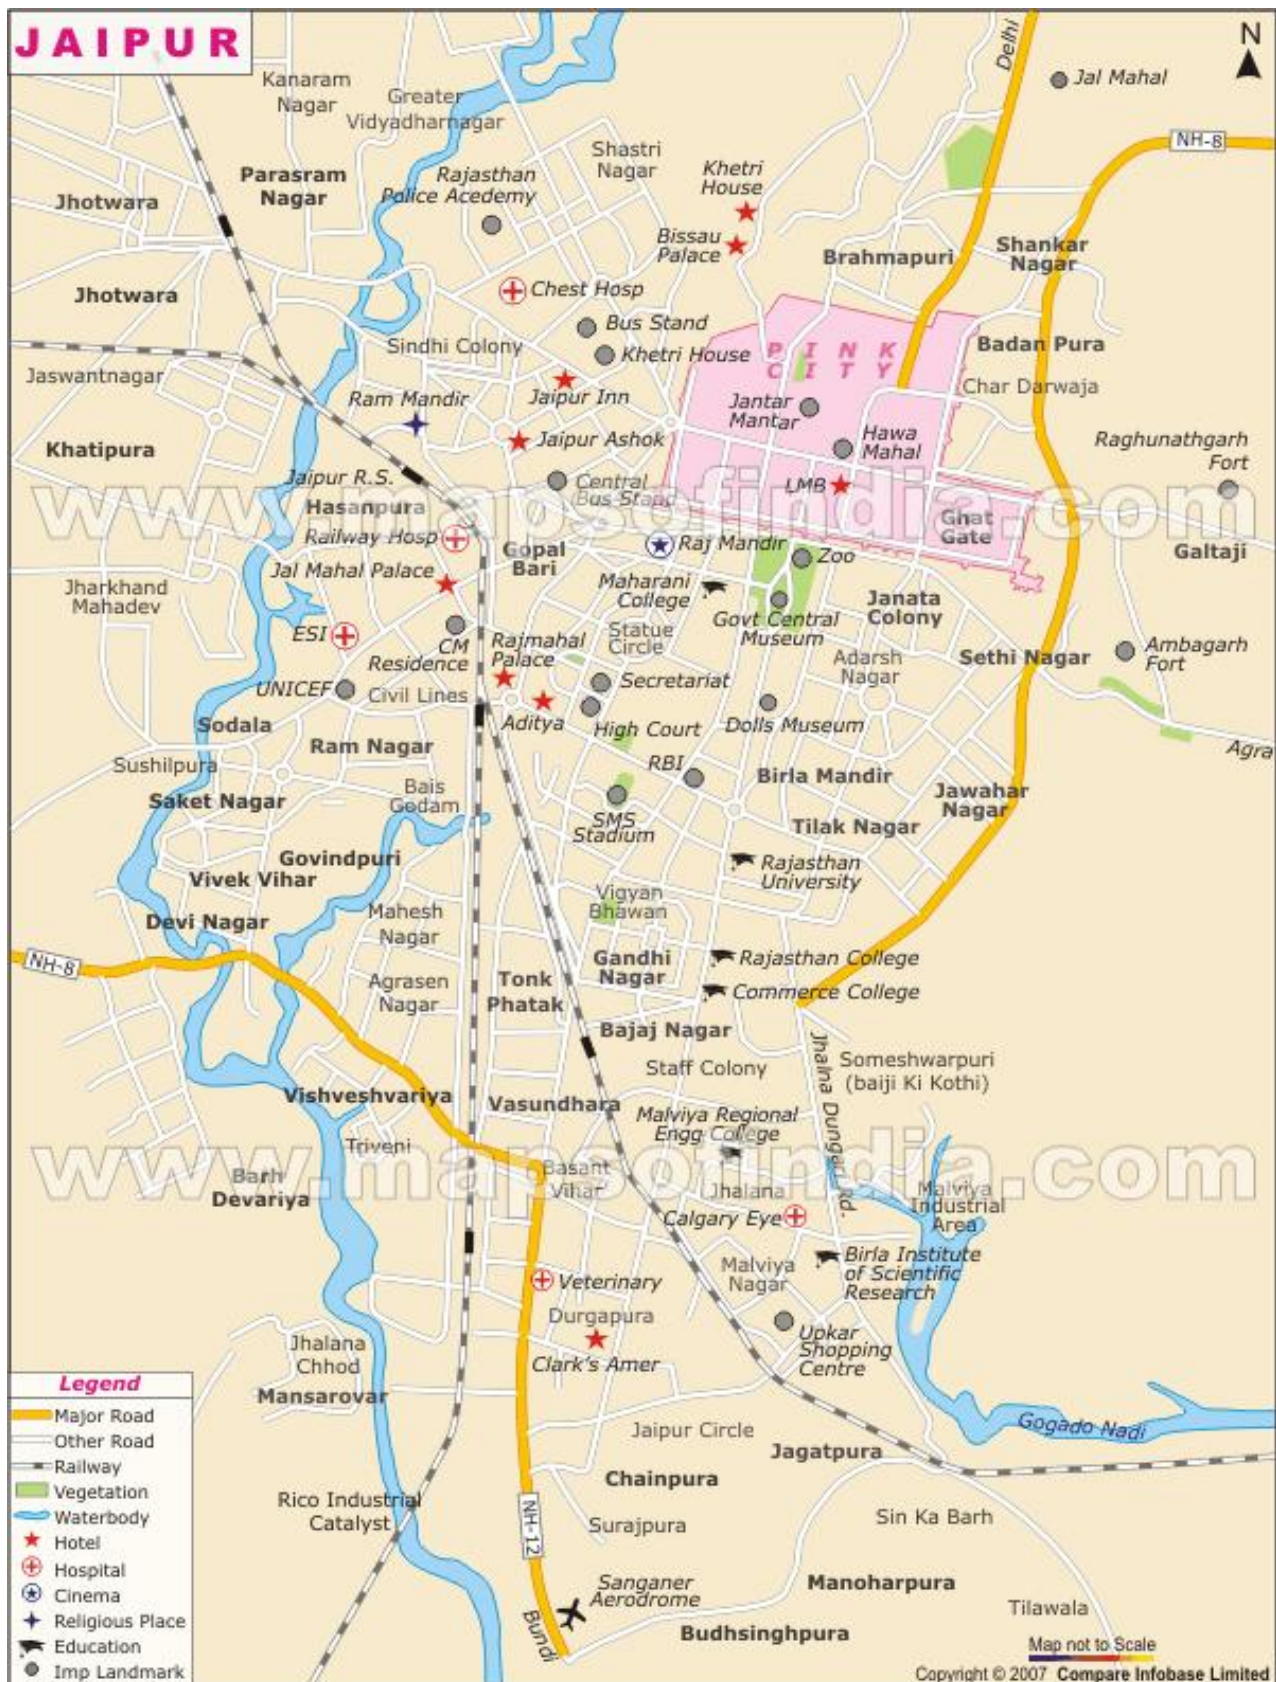 JAIPUR
N
Delhi
Jal Mahal
Kanaram
Nagar
Greater
Vidyadharnagar
NH-8
Shastri
Nagar
Khetri
House
Rajasthan
Police Acedemy
Parasram
Nagar
Jhotwara
Bissau
Palace
Brahmapuri
Shankar
Nagar
Jhotwara
Chest Hosp
Bus Stand
Khetri House
Sindhi Colony
PINK
CITY
Badan Pura
Jaswantnagar
Char Darwaja
Ram Mandir
Jaipur Inn
Jantar
Mantar
Khatipura
Jaipur Ashok
Hawa
Mahal
Raghunathgarh
Fort
Jaipur R.S.
Central
Bus Stand
LMB
www.mapsofindia.com
Hasanpura
Ghat
Gate
Railway Hosp
Gopal
Bari
Raj Mandir
Zoo
Galtaji
Jal Mahal Palace
Jharkhand
Mahadev
Maharani
College
Govt Central
Museum
Janata
Colony
ESI
CM
Residence
Rajmahal
Palace
Statue
Circle
Adarsh
Nagar
Sethi Nagar
Ambagarh
Fort
UNICEF
Civil Lines
Secretariat
Aditya
High Court
Dolls Museum
Sodala
Ram Nagar
Agra
Sushilpura
RBI
Birla Mandir
Bais
Godam
Jawahar
Nagar
Saket Nagar
SMS
Stadium
Tilak Nagar
Govindpuri
Rajasthan
University
Vivek Vihar
Vigyan
Bhawan
Devi Nagar
Mahesh
Nagar
NH-8
Gandhi
Nagar
Rajasthan College
Agrasen
Nagar
Tonk
Phatak
Commerce College
Bajaj Nagar
Jhalna Dungari Rd.
Staff Colony
Someshwarpuri
(baiji Ki Kothi)
Vishveshvariya
Vasundhara
Malviya Regional
Engg College
Triveni
www.mapsofindia.com
Barh
Devariya
Basant
Vihar
Jhalana
Malviya
Industrial
Area
Calgary Eye
Birla Institute
of Scientific
Research
Malviya
Nagar
Veterinary
Durgapura
Upkar
Shopping
Centre
Jhalana
Chhod
Clark's Amer
Mansarovar
Gogado Nadi
Jaipur Circle
Jagatpura
Chainpura
Rico Industrial
Catalyst
NH-12
Surajpura
Sin Ka Barh
Sanganer
Aerodrome
Manoharpura
Tilawala
Bundi
Budhsinghpura
Legend
Major Road
Other Road
Railway
Vegetation
Waterbody
Hotel
Hospital
Cinema
Religious Place
Education
Imp Landmark
Map not to Scale
Copyright © 2007 Compare Infobase Limited